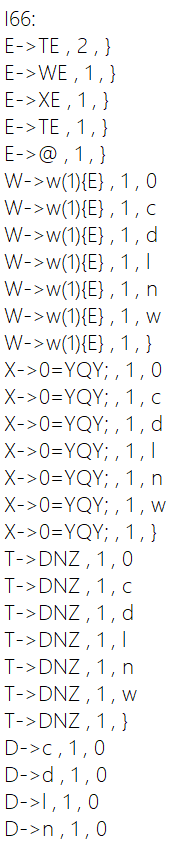 I66:
E->TE , 2 , }
E->WE , 1 , }
E->XE , 1 , }
E->TE , 1 , }
E->@ , 1 , }
W->w(1){E} , 1 , 0
W->w(1){E} , 1 , c
W->w(1){E} , 1 , d
W->w(1){E} , 1 , l
W->w(1){E} , 1 , n
W->w(1){E} , 1 , w
W->w(1){E} , 1 , }
X->0=YQY; , 1 , 0
X->0=YQY; , 1 , c
X->0=YQY; , 1 , d
X->0=YQY; , 1 , l
X->0=YQY; , 1 , n
X->0=YQY; , 1 , w
X->0=YQY; , 1 , }
T->DNZ , 1 , 0
T->DNZ , 1 , c
T->DNZ , 1 , d
T->DNZ , 1 , l
T->DNZ , 1 , n
T->DNZ , 1 , w
T->DNZ , 1 , }
D->c , 1 , 0
D->d , 1 , 0
D->l , 1 , 0
D->n , 1 , 0